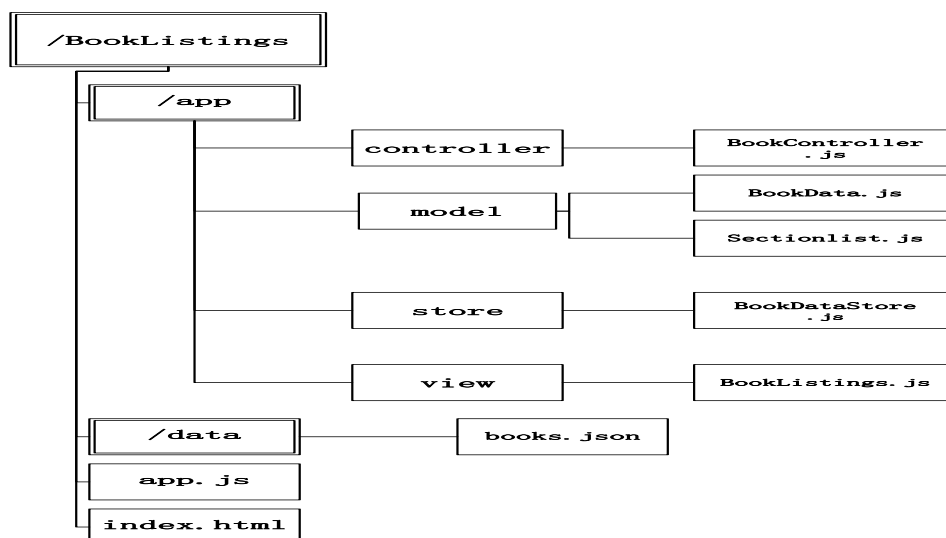 /BookListings
/app
controller
BookController
.js
model
BookData.js
Sectionlist.js
store
BookDataStore
.js
view
BookListings.js
/data
books.json
app.js
index.html